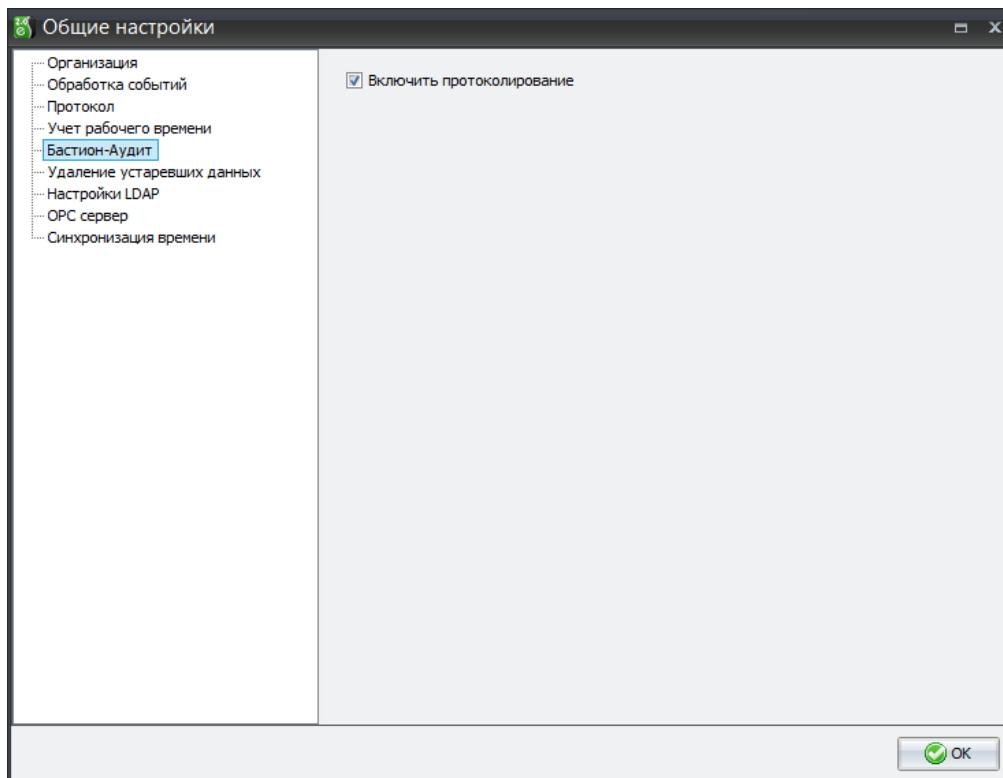 Общие настройки
Организация
Обработка событий
Протокол
Учет рабочего времени
Бастион-Аудит
Удаление устаревших данных
Настройки LDAP
OPC сервер
Синхронизация времени
Включить протоколирование
OK